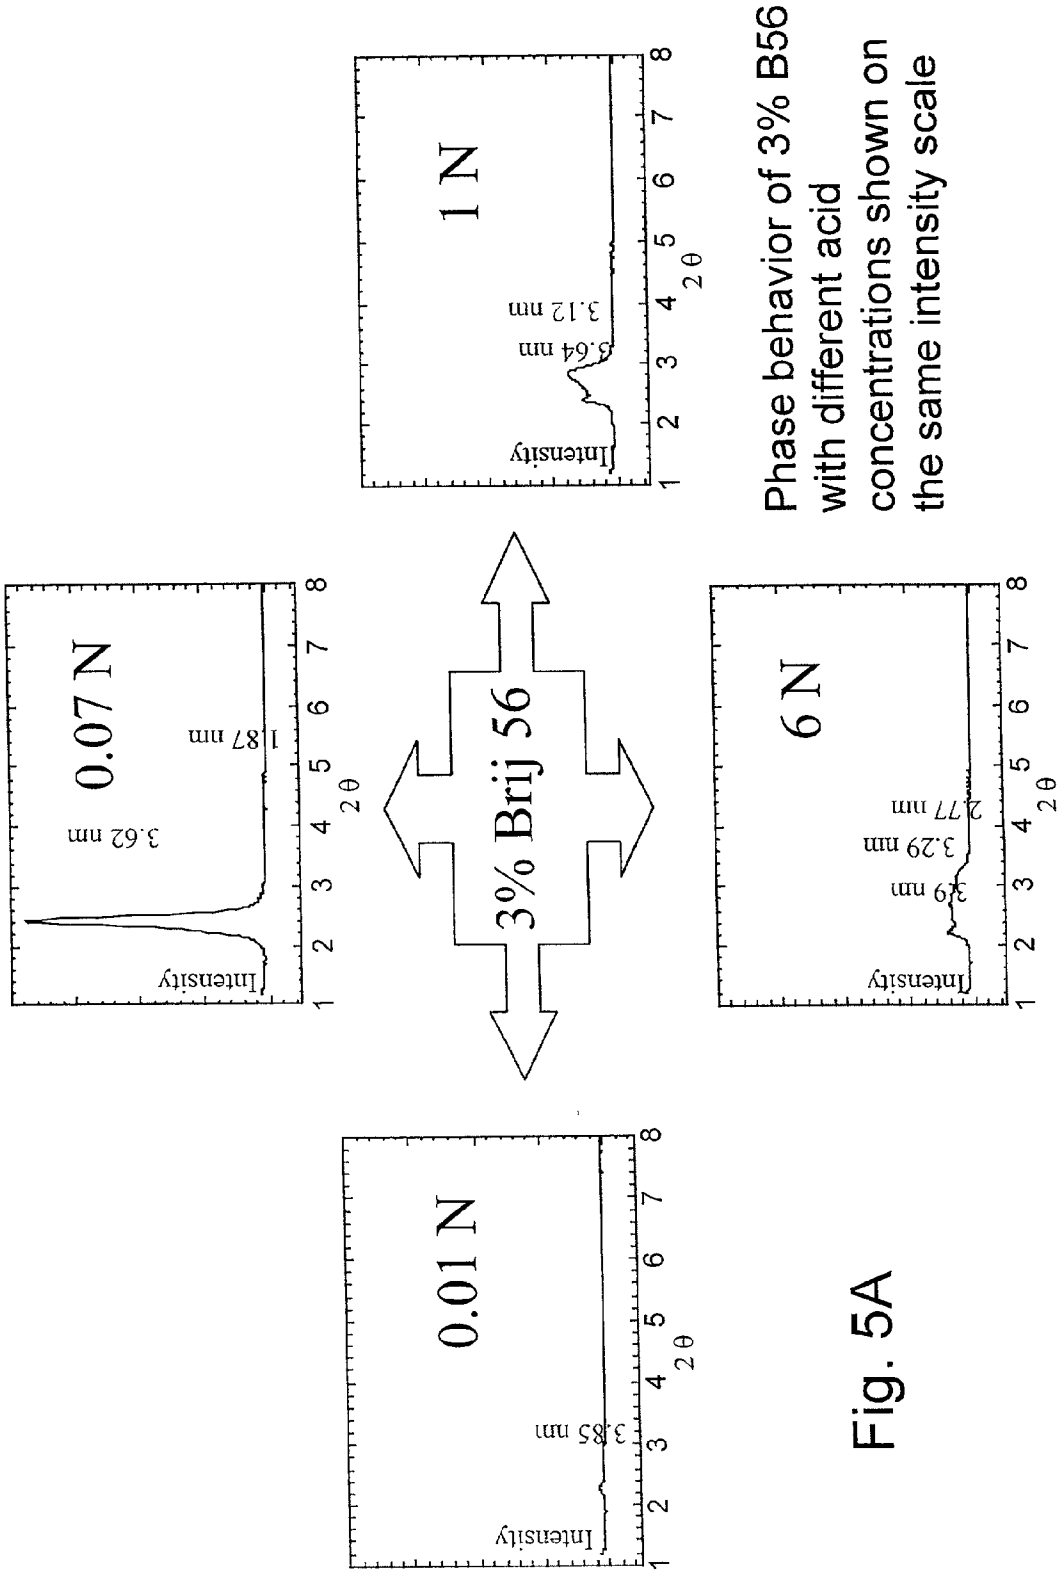 0.07 N
3.62 nm
1.87 nm
Intensity
1 2 3 4 5 6 7 8
2θ
0.01 N
3.85 nm
Intensity
1 2 3 4 5 6 7 8
2θ
3% Brij 56
1 N
3.64 nm
3.12 nm
Intensity
1 2 3 4 5 6 7 8
2θ
6 N
3.9 nm
3.29 nm
2.77 nm
Intensity
1 2 3 4 5 6 7 8
2θ
Phase behavior of 3% B56
with different acid
concentrations shown on
the same intensity scale
Fig. 5A